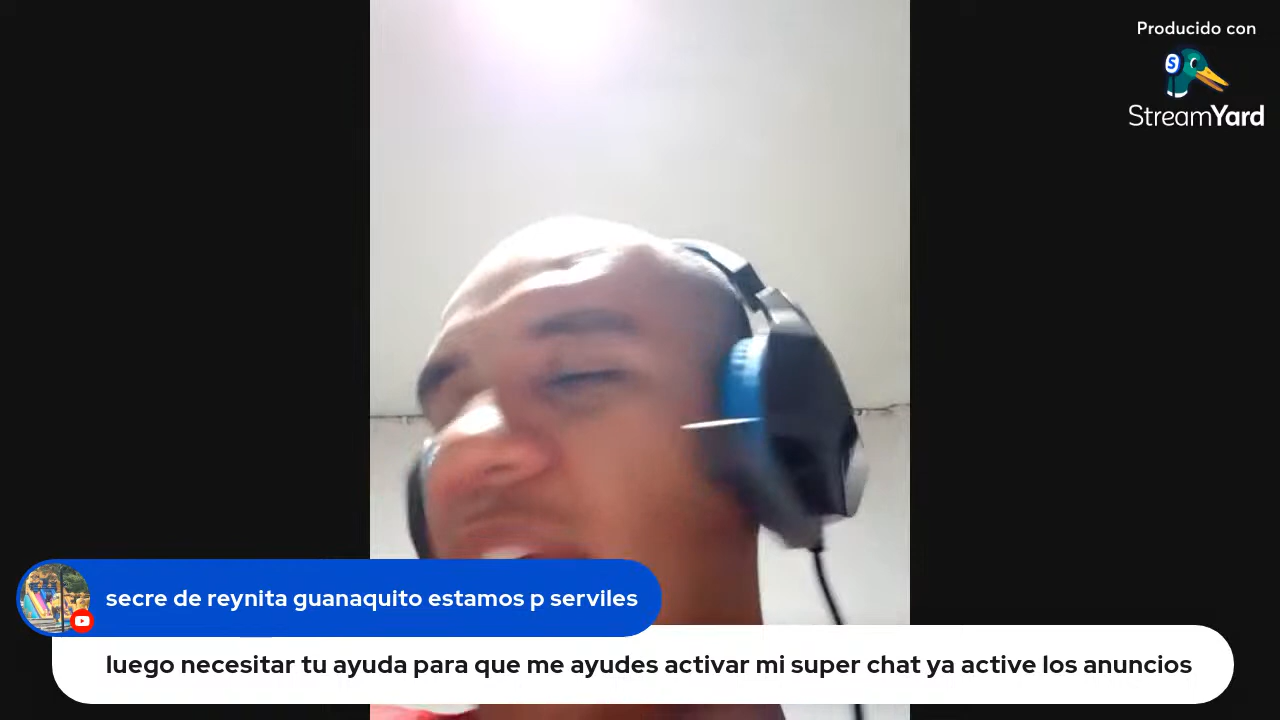 Producido con
StreamYard
secre de reynita guanaquito estamos p serviles
luego necesitar tu ayuda para que me ayudes activar mi super chat ya active los anuncios